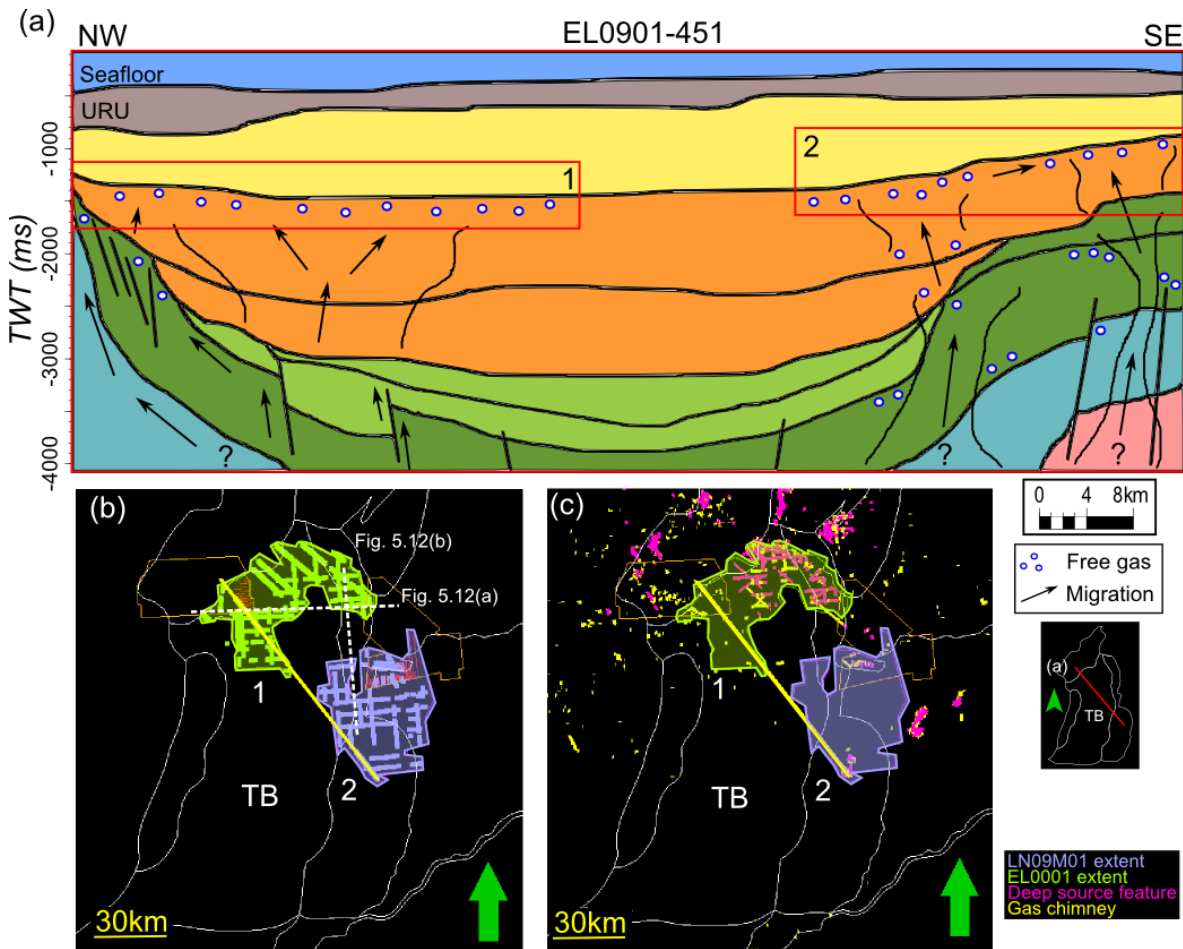 (a)
NW
EL0901-451
SE
Seafloor
URU
TWT (ms)
-1000
-2000
-3000
-4000
1
2
?
?
?
(b)
Fig. 5.12(b)
Fig. 5.12(a)
1
TB
2
30km
(c)
1
TB
2
30km
0 4 8km
Free gas
Migration
(a)
TB
LN09M01 extent
EL0001 extent
Deep source feature
Gas chimney